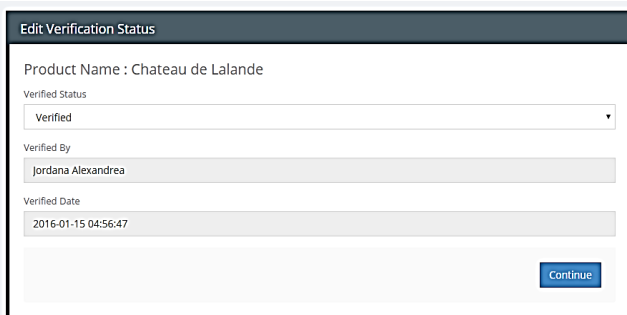 Edit Verification Status
Product Name : Chateau de Lalande
Verified Status
Verified
Verified By
Jordana Alexandrea
Verified Date
2016-01-15 04:56:47
Continue